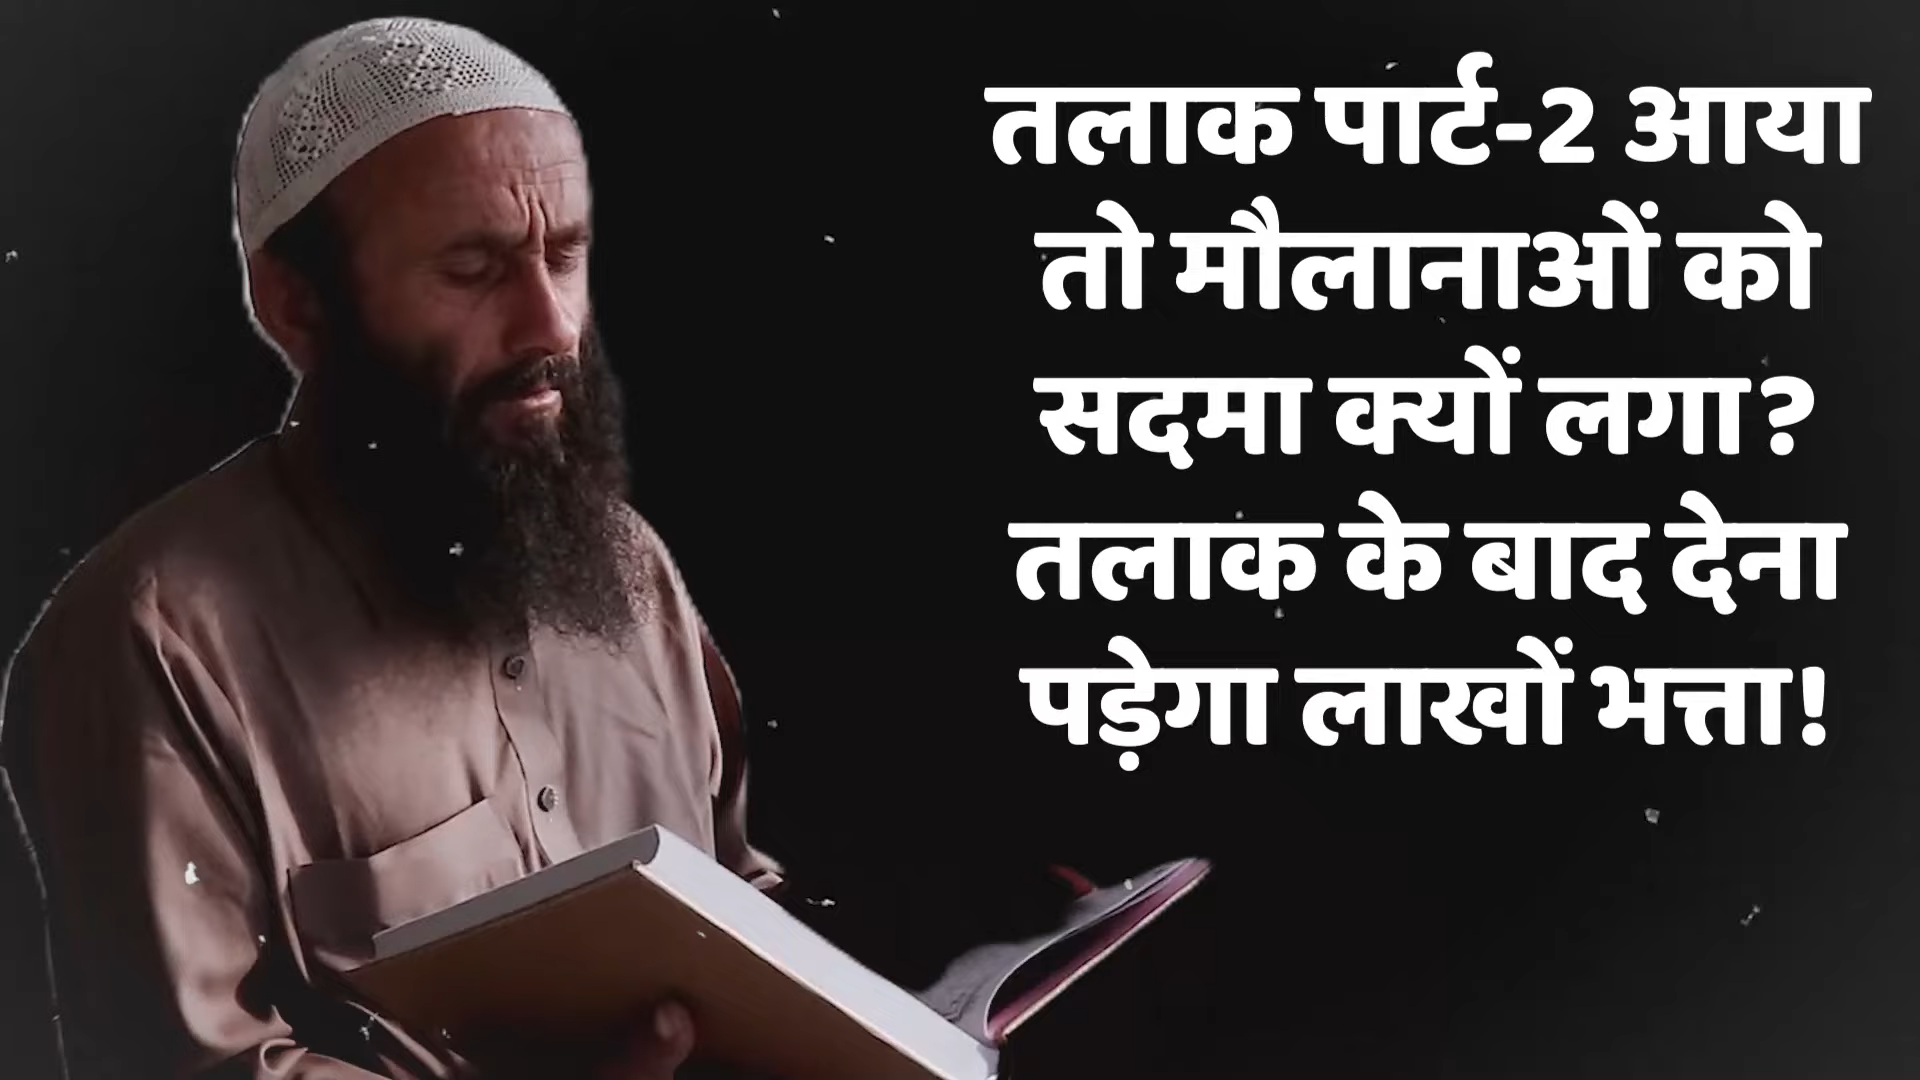 तलाक पार्ट-2 आया
तो मौलानाओं को
सदमा क्यों लगा?
तलाक के बाद देना
पड़ेगा लाखों भत्ता!